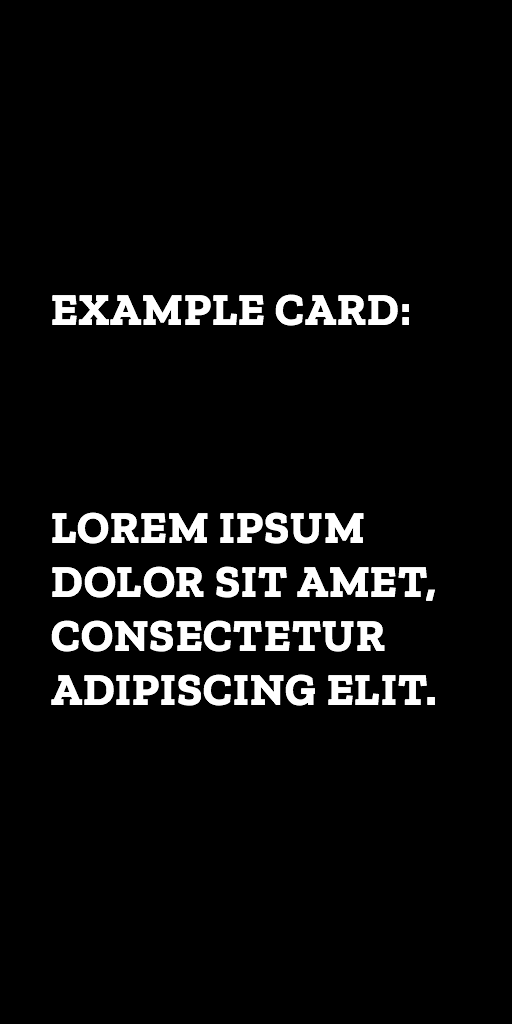 EXAMPLE CARD:
LOREM IPSUM
DOLOR SIT AMET,
CONSECTETUR
ADIPISCING ELIT.